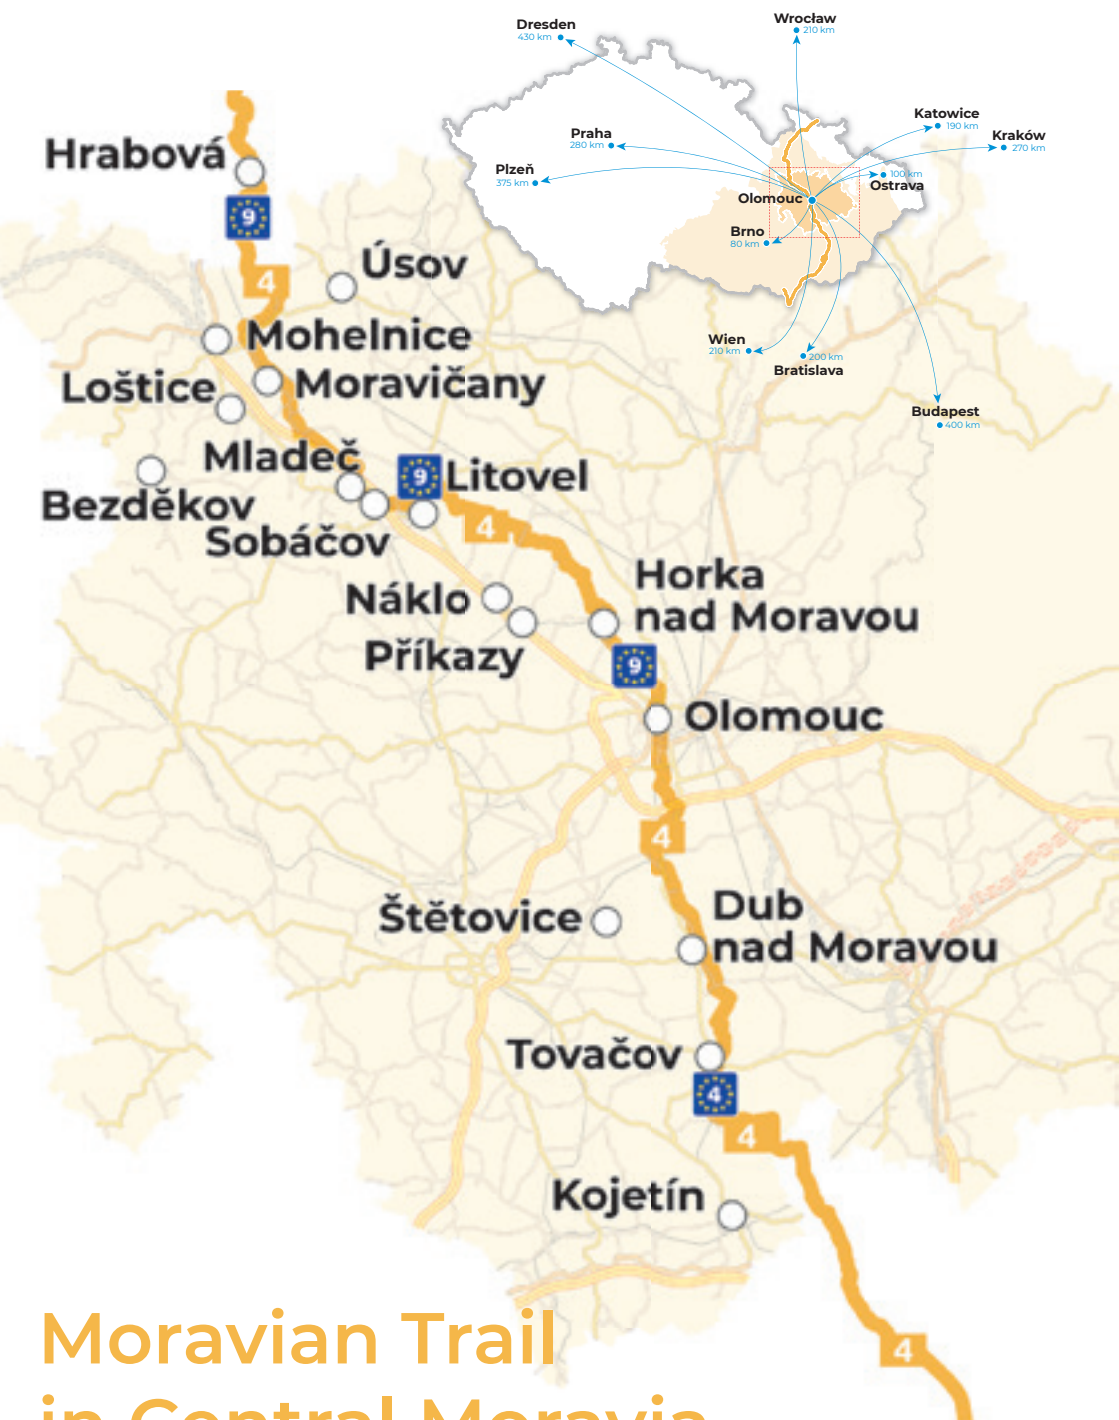 Dresden
430 km
Wrocław
210 km
Praha
280 km
Katowice
190 km
Kraków
270 km
Plzeň
375 km
100 km
Ostrava
Olomouc
Brno
80 km
Wien
210 km
200 km
Bratislava
Budapest
400 km
Hrabová
9
4
Úsov
Mohelnice
Loštice
Moravičany
Mladeč
9
Litovel
Bezděkov
Sobáčov
4
Horka
nad Moravou
Náklo
Příkazy
9
Olomouc
4
Štětovice
Dub
nad Moravou
Tovačov
4
4
Kojetín
4
Moravian Trail
in Central Moravia